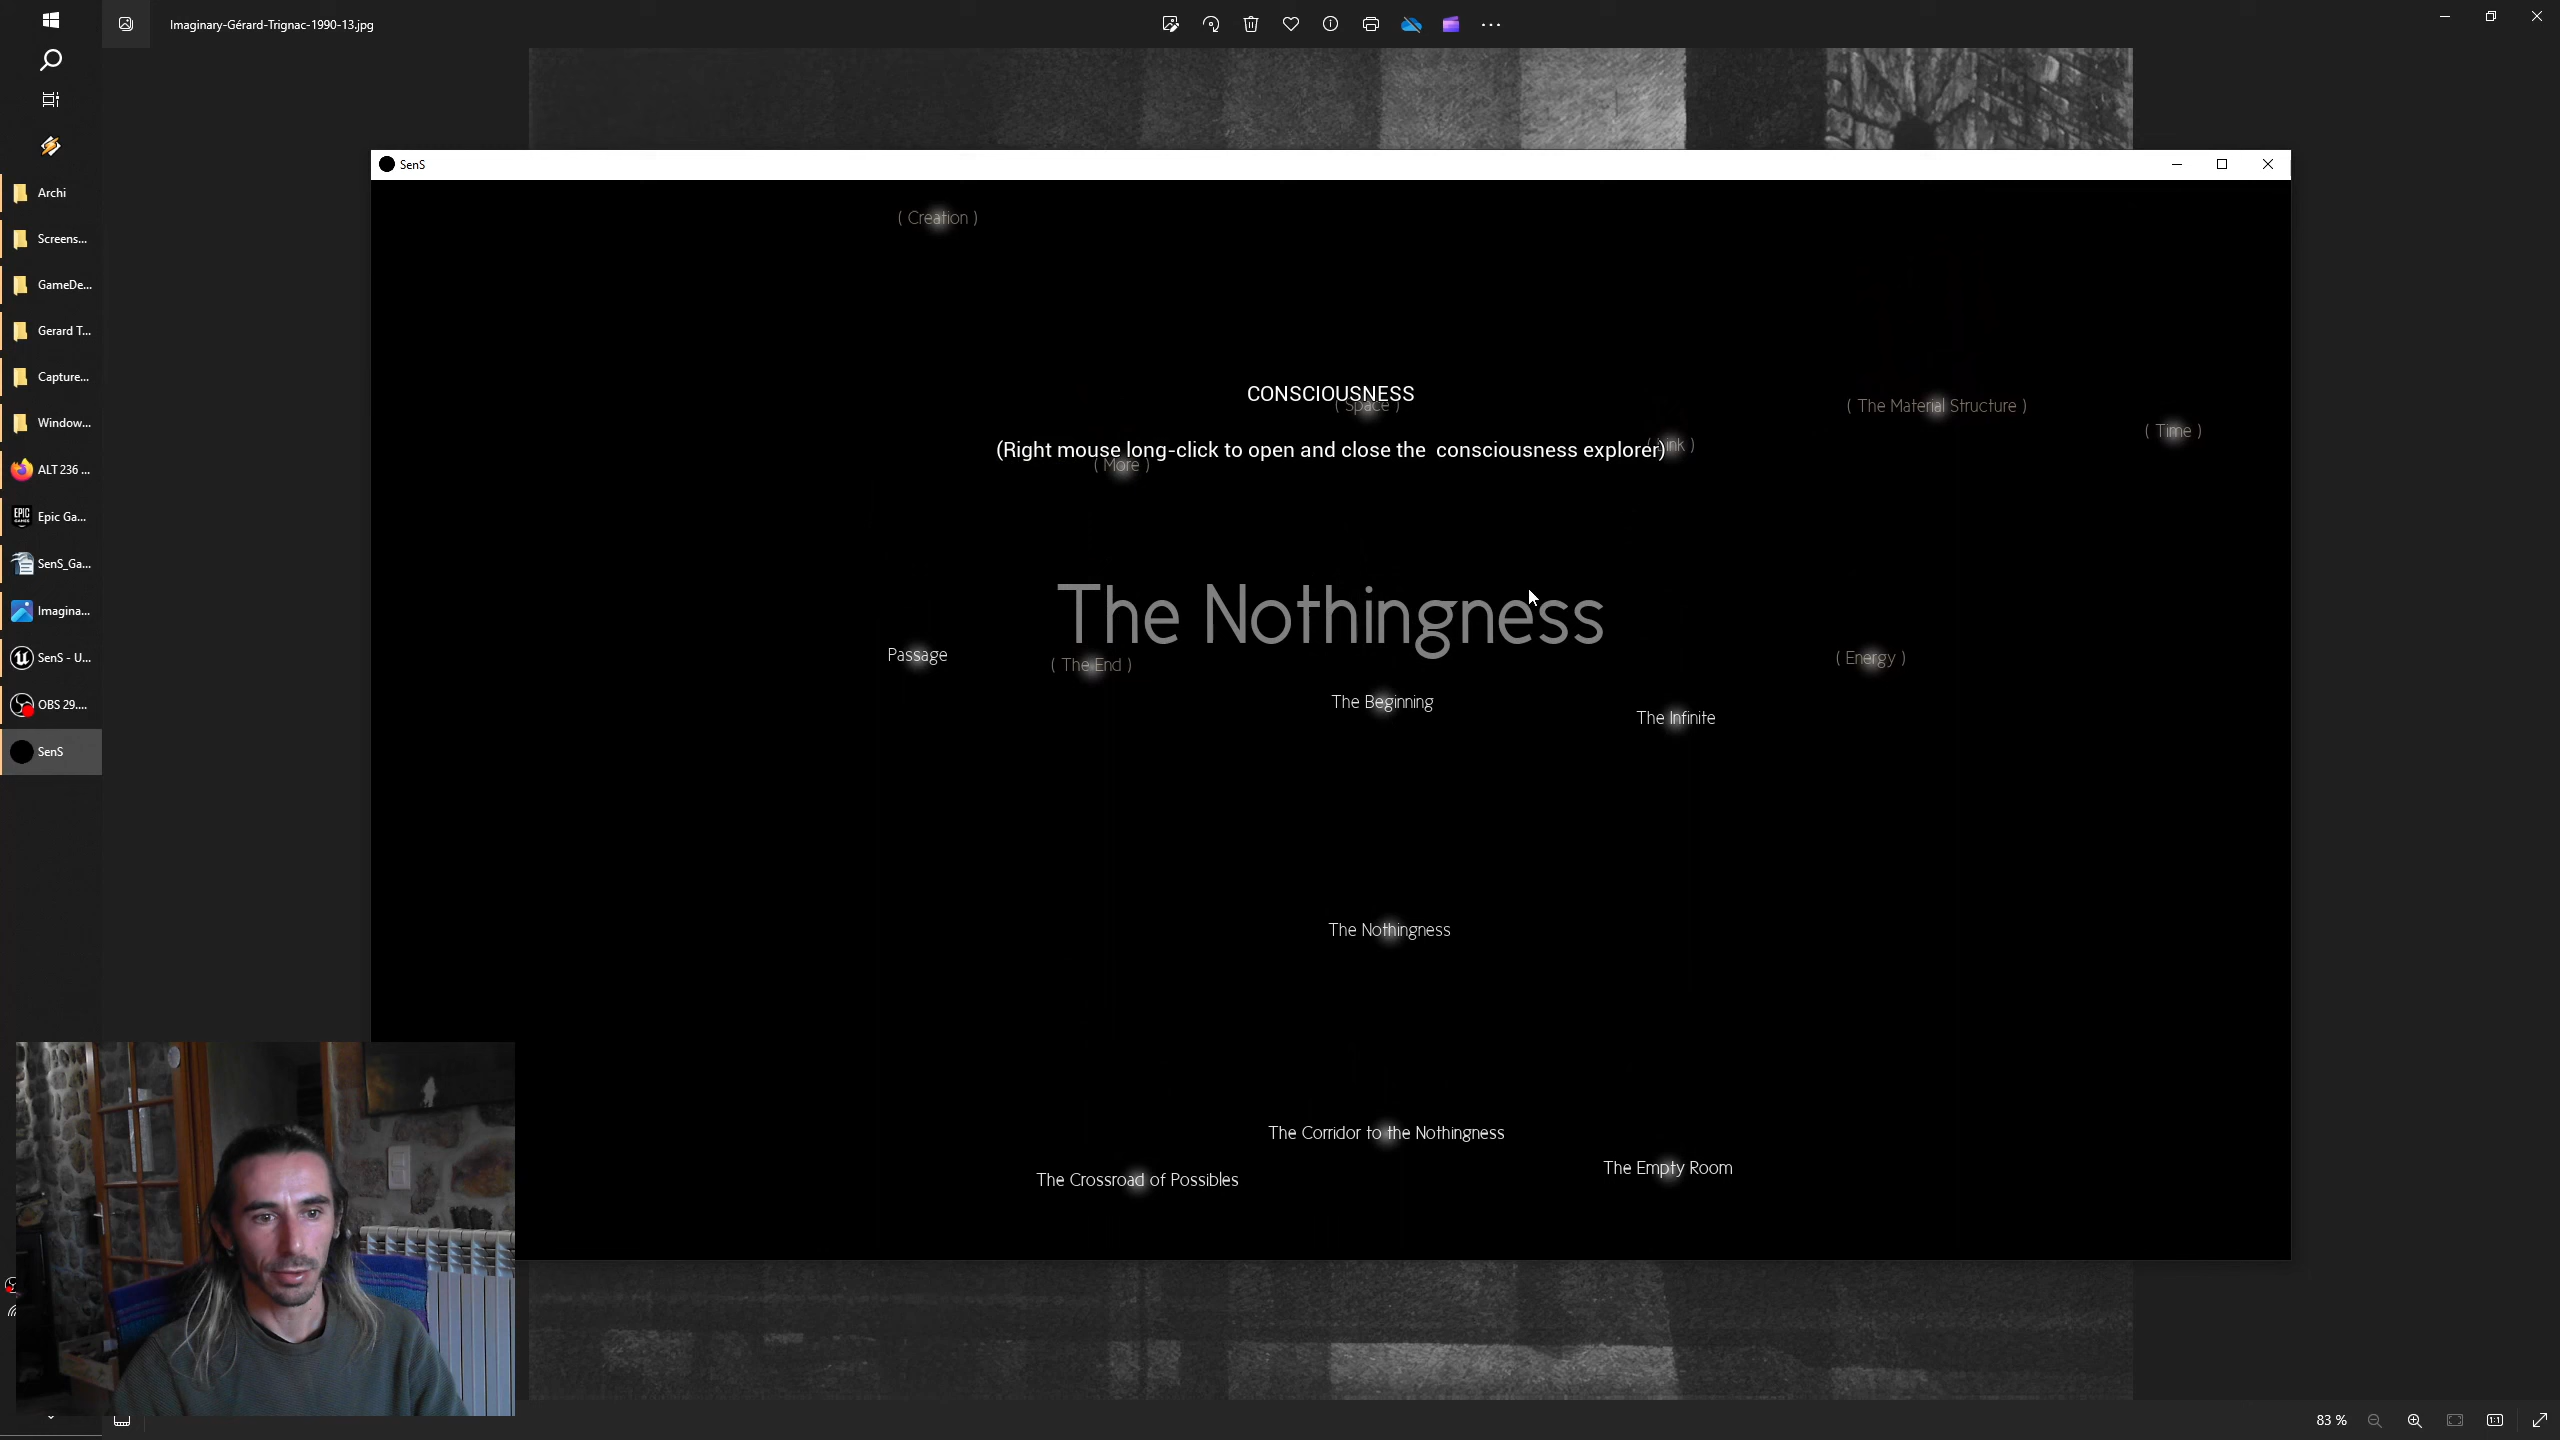 Imaginary-Gérard-Trignac-1990-13.jpg
Archi
Screens...
GameDe...
Gerard T...
Capture...
Window...
ALT 236 ...
Epic Ga...
SenS_Ga...
Imagina...
SenS - U...
OBS 29....
SenS
SenS
( Creation )
CONSCIOUSNESS
( Space )
( The Material Structure )
( Time )
(Right mouse long-click to open and close the  consciousness explorer)
( More )
The Nothingness
Passage
( The End )
( Energy )
The Beginning
The Infinite
The Nothingness
The Corridor to the Nothingness
The Empty Room
The Crossroad of Possibles
83 %